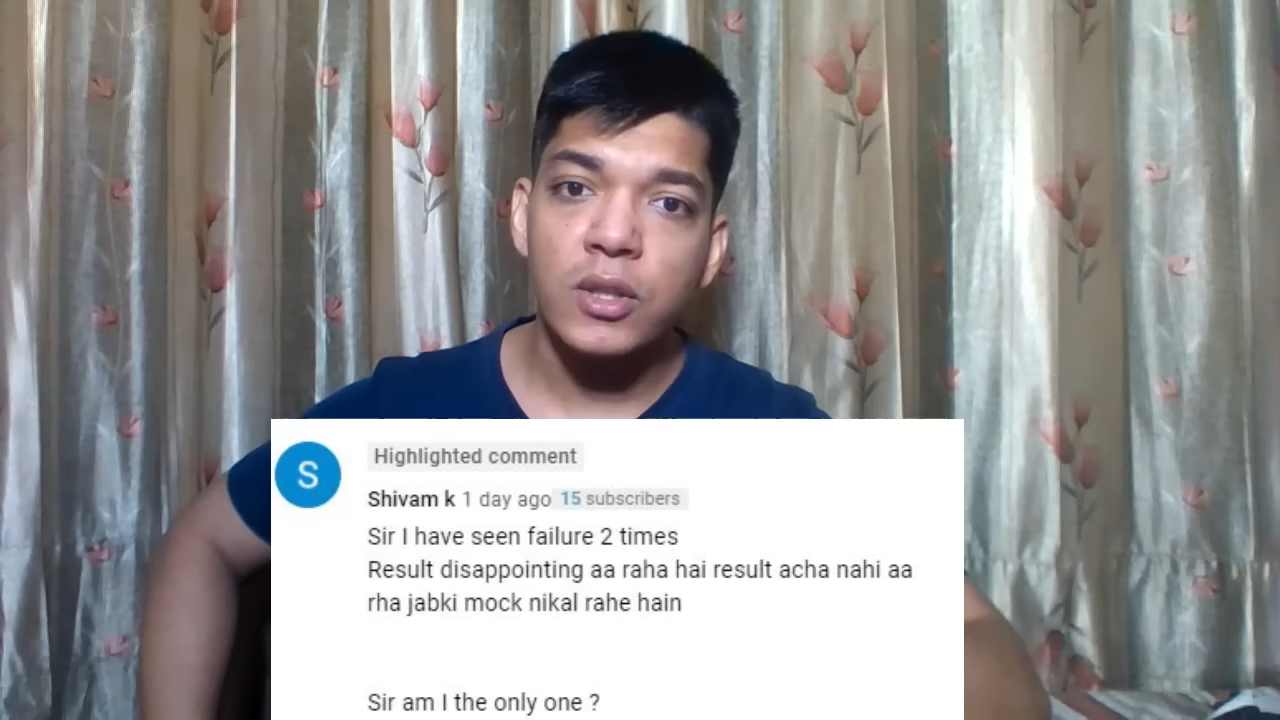 S
Highlighted comment
Shivam k 1 day ago 15 subscribers
Sir I have seen failure 2 times
Result disappointing aa raha hai result acha nahi aa
rha jabki mock nikal rahe hain
Sir am I the only one ?